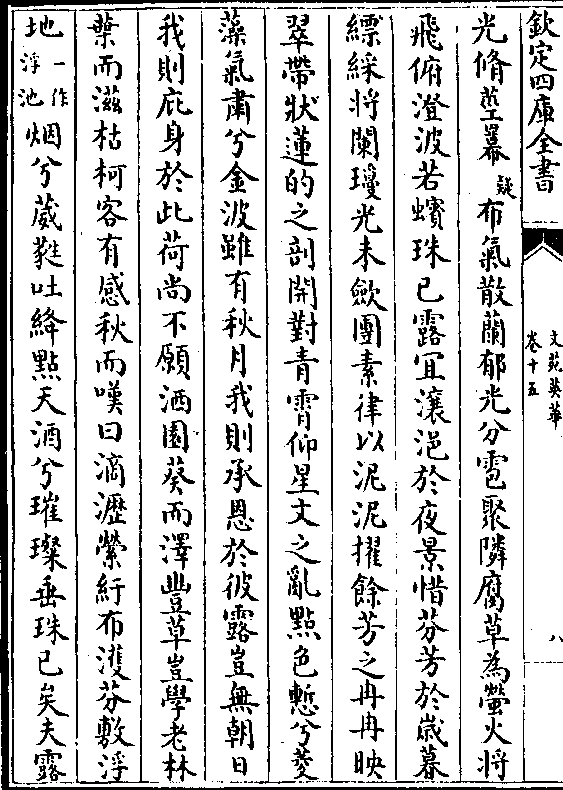 欽定四庫全書
文苑英華
卷十五
八
光脩莖幕疑布氣散蘭郁光分雹聚隣腐草為螢火將
飛俯澄波若蠙珠已露冝瀼浥於夜景惜芬芳於歲暮
縹綵將闌瓊光未歛團素律以泥泥擢餘芳之冉冉映
翠帶狀蓮的之剖開對青霄仰星文之亂點色慙兮菱
藻氣肅兮金波雖有秋月我則承恩於彼露豈無朝日
我則庇身於此荷尚不願洒園葵而澤豐草豈學老林
葉而滋枯柯客有感秋而嘆曰滴瀝縈紆布濩芬敷浮
地一作浮池烟兮葳蕤吐絳點天酒兮璀璨垂珠已矣夫露